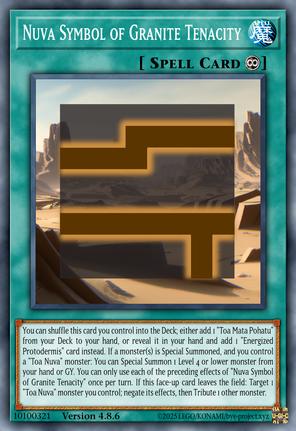 Nuva Symbol of Granite Tenacity
魔
[ Spell Card ∞ ]
You can shuffle this card you control into the Deck; either add 1 "Toa Mata Pohatu"
from your Deck to your hand, or reveal it in your hand and add 1 "Energized
Protodermis" card instead. If a monster(s) is Special Summoned, and you control
a "Toa Nuva" monster: You can Special Summon 1 Level 4 or lower monster from
your hand or GY. You can only use each of the preceding effects of "Nuva Symbol
of Granite Tenacity" once per turn. If this face-up card leaves the field: Target 1
"Toa Nuva" monster you control; negate its effects, then Tribute 1 other monster.
10100321 Version 4.8.6 ©2025 LEGO/KONAMI/bye-project.xyz